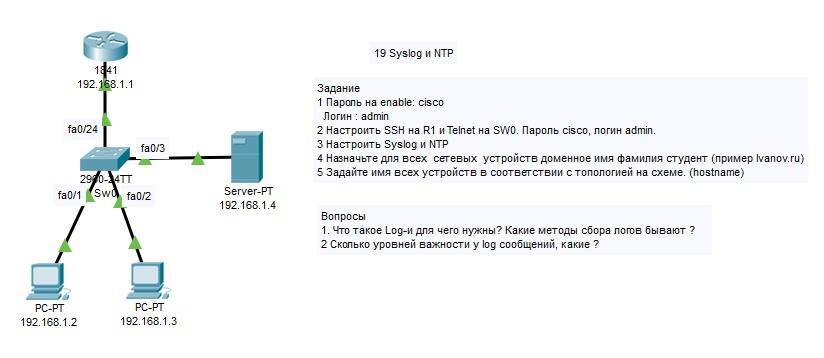 19 Syslog и NTP
1841
192.168.1.1
fa0/24
fa0/3
2960-24TT
Sw0
fa0/1
fa0/2
Server-PT
192.168.1.4
PC-PT
192.168.1.2
PC-PT
192.168.1.3
Задание
1 Пароль на enable: cisco
Логин : admin
2 Настроить SSH на R1 и Telnet на SW0. Пароль cisco, логин admin.
3 Настроить Syslog и NTP
4 Назначьте для всех сетевых устройств доменное имя фамилия студент (пример Ivanov.ru)
5 Задайте имя всех устройств в соответствии с топологией на схеме. (hostname)
Вопросы
1. Что такое Log-и для чего нужны? Какие методы сбора логов бывают ?
2 Сколько уровней важности у log сообщений, какие ?